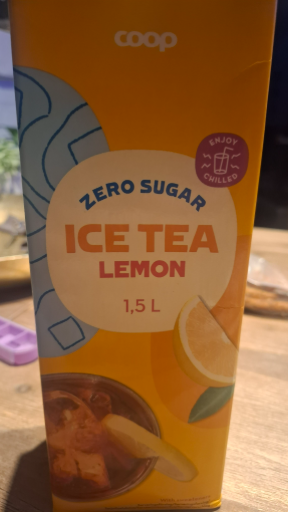 coop
ENJOY
CHILLED
ZERO SUGAR
ICE TEA
LEMON
1,5 L